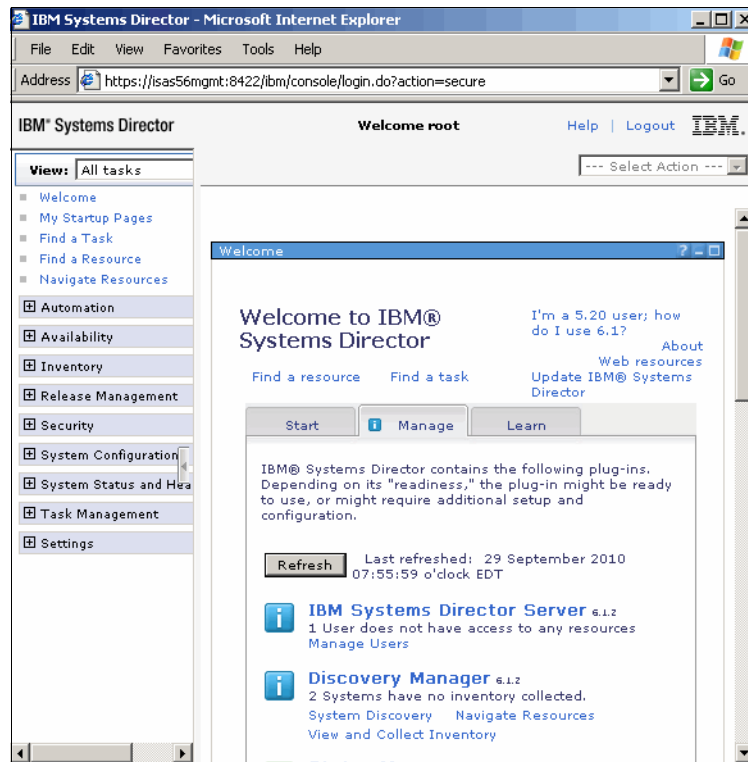 IBM Systems Director - Microsoft Internet Explorer
File Edit View Favorites Tools Help
Address https://isas56mgmt:8422/ibm/console/login.do?action=secure Go
IBM® Systems Director Welcome root Help | Logout IBM.
View: All tasks
--- Select Action ---
Welcome
My Startup Pages
Find a Task
Find a Resource
Navigate Resources
Automation
Availability
Inventory
Release Management
Security
System Configuration
System Status and Hea
Task Management
Settings
Welcome ?
Welcome to IBM®
Systems Director
I'm a 5.20 user; how
do I use 6.1?
About
Web resources
Update IBM® Systems
Director
Find a resource Find a task
Start Manage Learn
IBM® Systems Director contains the following plug-ins.
Depending on its "readiness," the plug-in might be ready
to use, or might require additional setup and
configuration.
Refresh Last refreshed: 29 September 2010
07:55:59 o'clock EDT
IBM Systems Director Server 6.1.2
1 User does not have access to any resources
Manage Users
Discovery Manager 6.1.2
2 Systems have no inventory collected.
System Discovery Navigate Resources
View and Collect Inventory